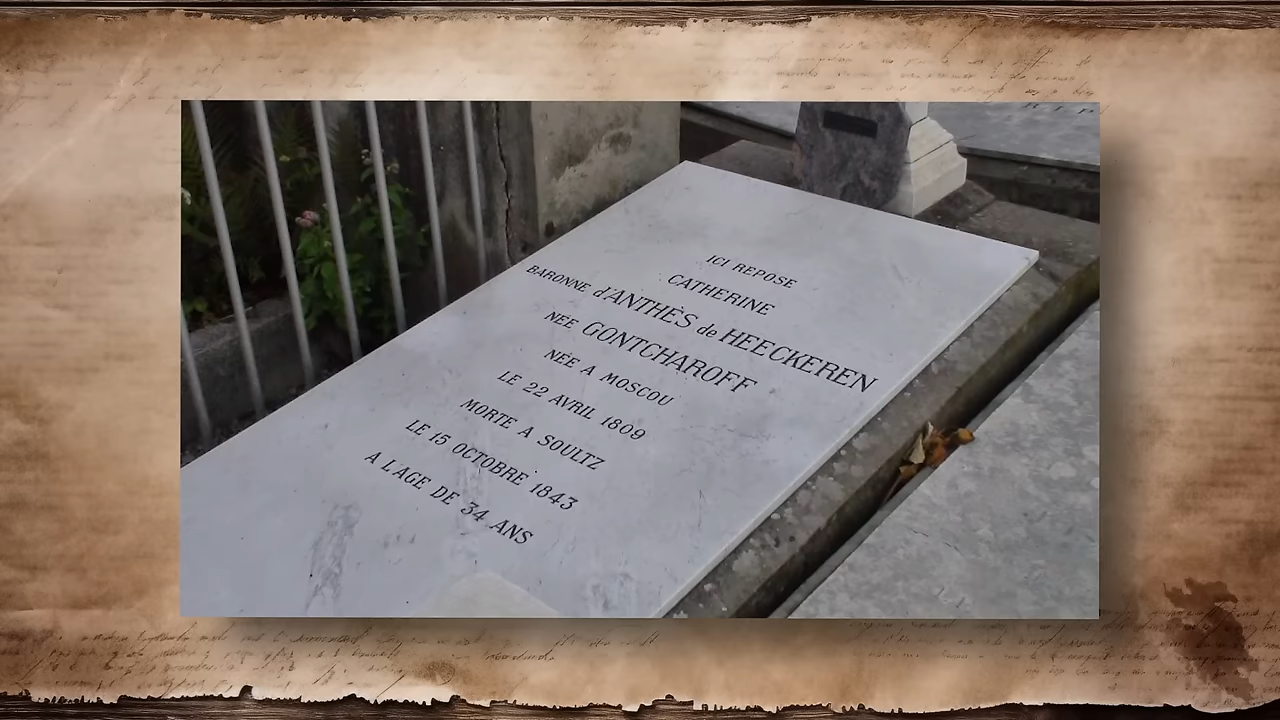 ICI REPOSE
CATHERINE
BARONNE d'ANTHÈS de HEECKEREN
NÉE GONTCHAROFF
NÉE A MOSCOU
LE 22 AVRIL 1809
MORTE A SOULTZ
LE 15 OCTOBRE 1843
A L'AGE DE 34 ANS